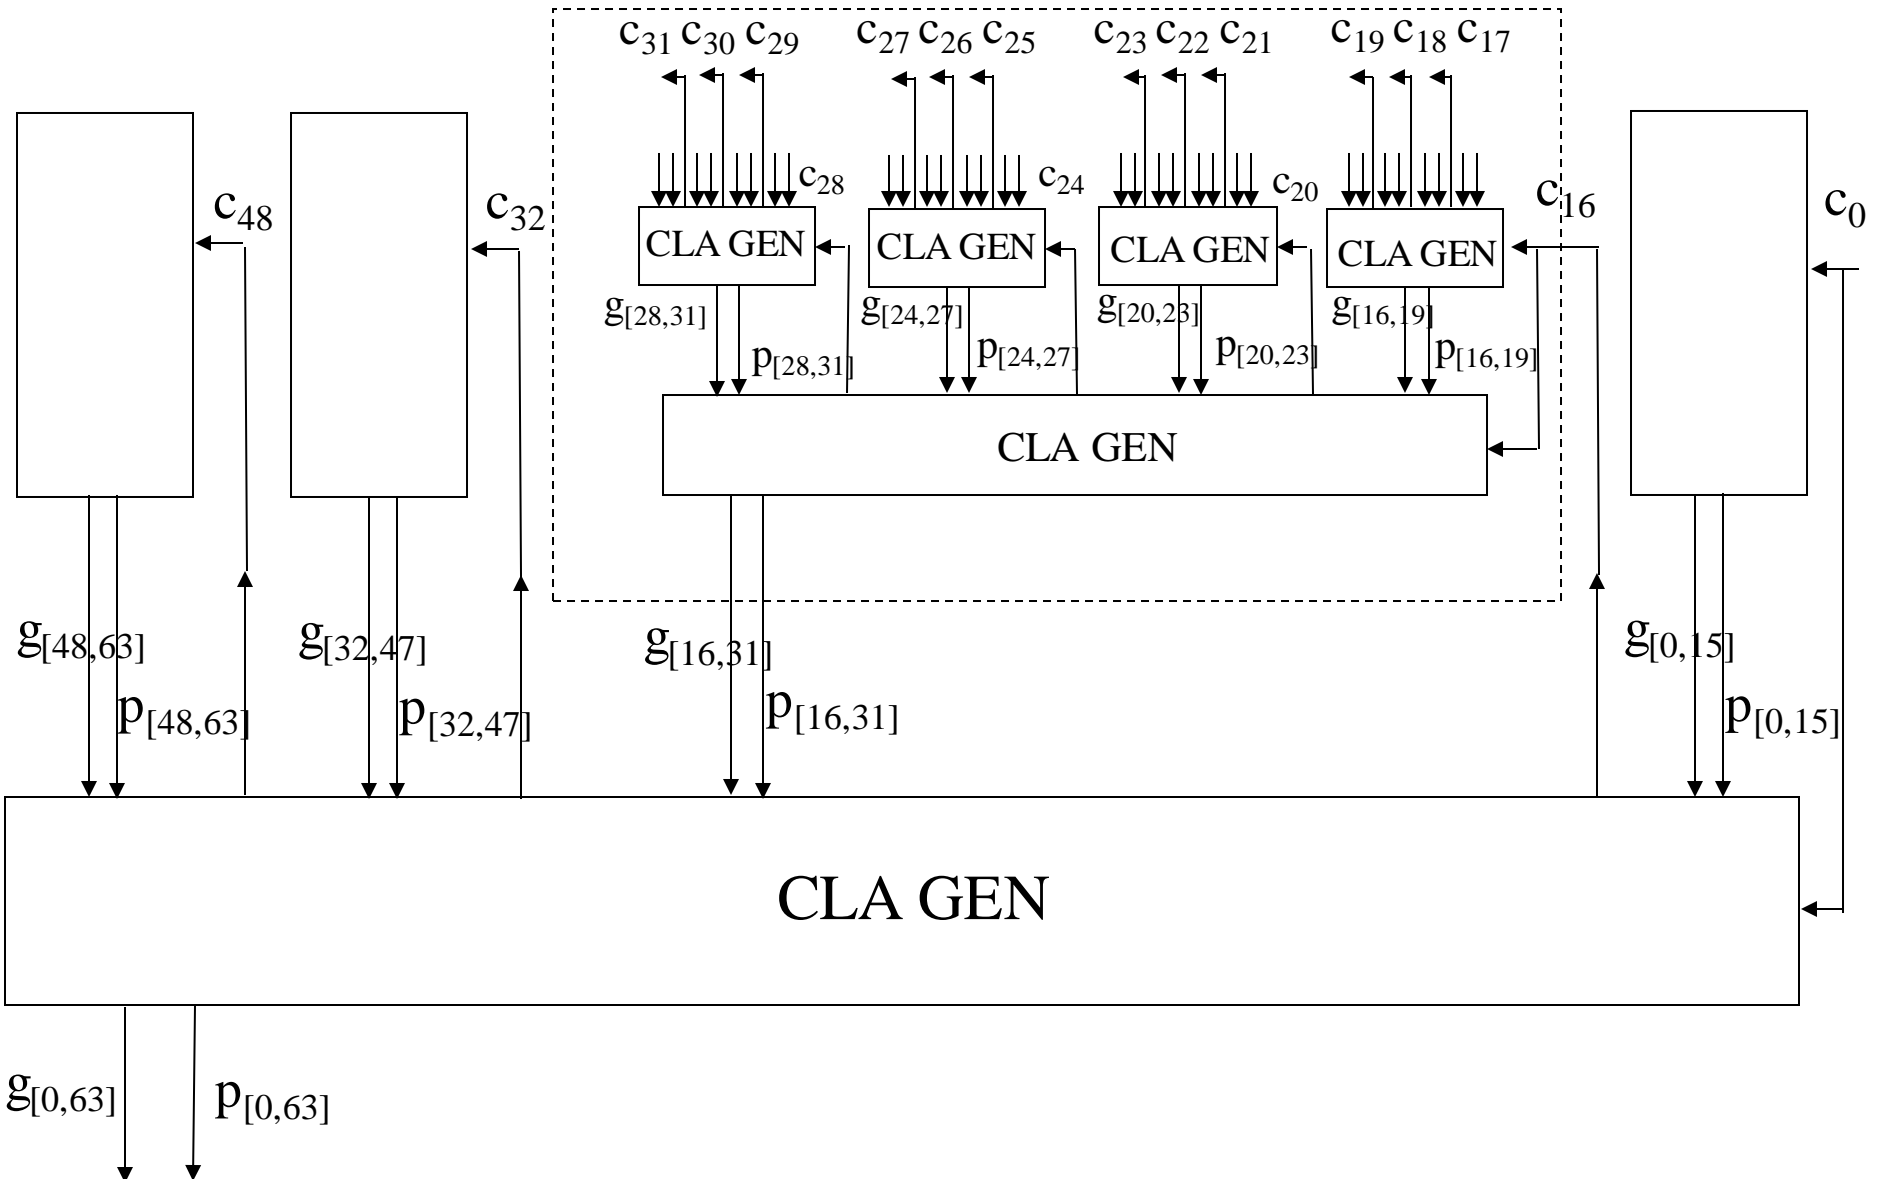 c31 c30 c29 c27 c26 c25 c23 c22 c21 c19 c18 c17
c28 c24 c20 c16
c48 c32 c0
CLA GEN CLA GEN CLA GEN CLA GEN
g[28,31] g[24,27] g[20,23] g[16,19]
p[28,31] p[24,27] p[20,23] p[16,19]
CLA GEN
g[48,63] g[32,47] g[16,31] g[0,15]
p[48,63] p[32,47] p[16,31] p[0,15]
CLA GEN
g[0,63] p[0,63]